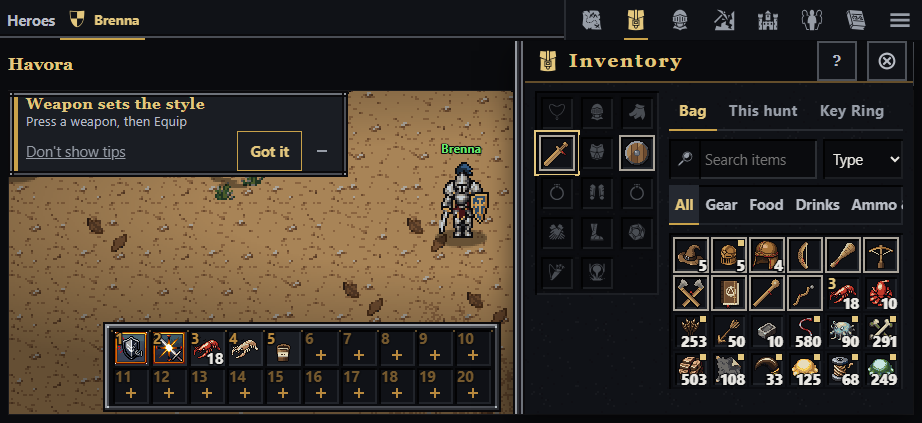 Heroes
Brenna
Havora
Weapon sets the style
Press a weapon, then Equip
Don't show tips
Got it
Brenna
1 2 3 4 5 6 7 8 9 10
18
11 12 13 14 15 16 17 18 19 20
Inventory
?
Bag This hunt Key Ring
Search items
Type
All Gear Food Drinks Ammo
5 5 4
3
18 10
253 50 10 580 90 291
503 108 33 125 68 249